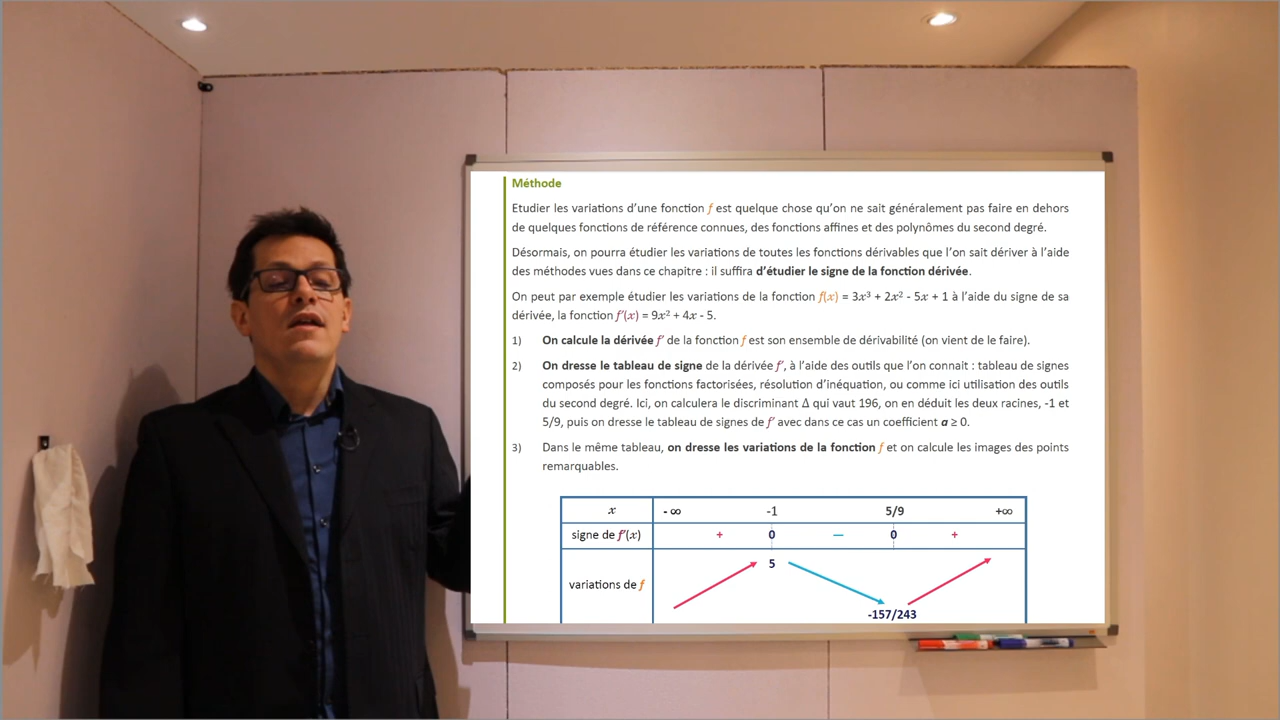 Méthode
Etudier les variations d'une fonction f est quelque chose qu'on ne sait généralement pas faire en dehors
de quelques fonctions de référence connues, des fonctions affines et des polynômes du second degré.
Désormais, on pourra étudier les variations de toutes les fonctions dérivables que l'on sait dériver à l'aide
des méthodes vues dans ce chapitre : il suffira d'étudier le signe de la fonction dérivée.
On peut par exemple étudier les variations de la fonction f(x) = 3x³ + 2x² - 5x + 1 à l'aide du signe de sa
dérivée, la fonction f'(x) = 9x² + 4x - 5.
1) On calcule la dérivée f' de la fonction f est son ensemble de dérivabilité (on vient de le faire).
2) On dresse le tableau de signe de la dérivée f', à l'aide des outils que l'on connait : tableau de signes
composés pour les fonctions factorisées, résolution d'inéquation, ou comme ici utilisation des outils
du second degré. Ici, on calculera le discriminant Δ qui vaut 196, on en déduit les deux racines, -1 et
5/9, puis on dresse le tableau de signes de f' avec dans ce cas un coefficient a ≥ 0.
3) Dans le même tableau, on dresse les variations de la fonction f et on calcule les images des points
remarquables.
x - ∞ -1 5/9 +∞
signe de f'(x) + 0 — 0 +
5
variations de f
-157/243